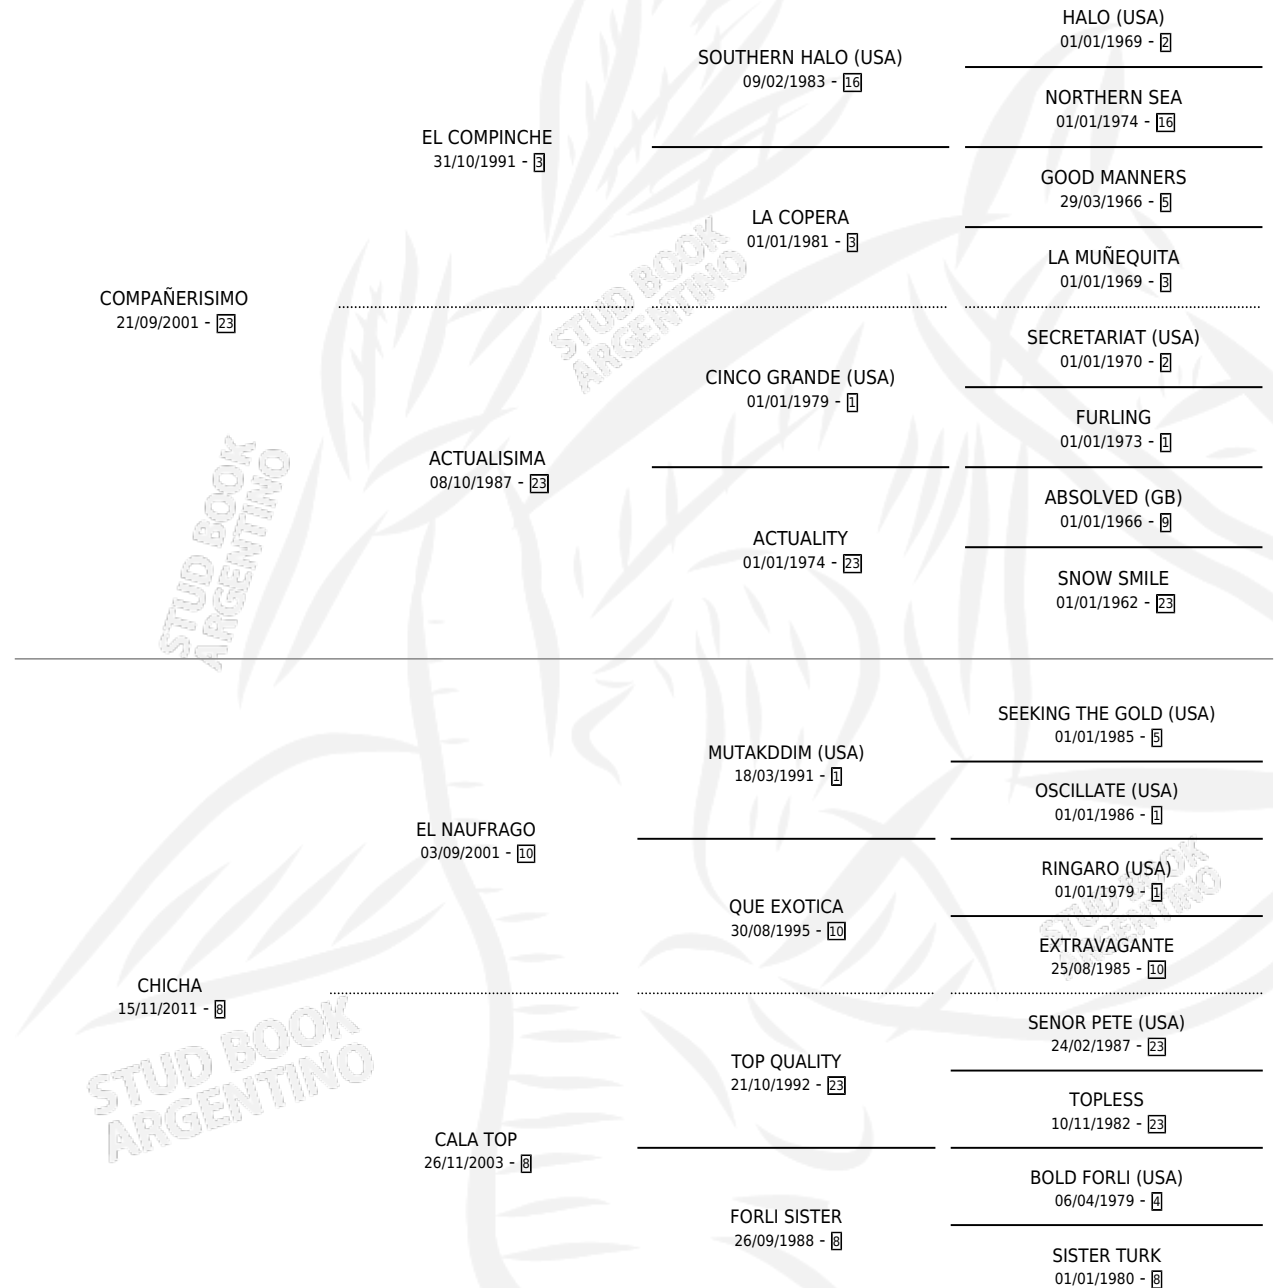 HALO (USA)
01/01/1969 - 2
SOUTHERN HALO (USA)
09/02/1983 - 16
NORTHERN SEA
01/01/1974 - 16
EL COMPINCHE
31/10/1991 - 3
GOOD MANNERS
29/03/1966 - 5
LA COPERA
01/01/1981 - 3
LA MUÑEQUITA
01/01/1969 - 3
COMPAÑERISIMO
21/09/2001 - 23
STUD BOOK
ARGENTINO
SECRETARIAT (USA)
01/01/1970 - 2
CINCO GRANDE (USA)
01/01/1979 - 1
FURLING
01/01/1973 - 1
ACTUALISIMA
08/10/1987 - 23
ABSOLVED (GB)
01/01/1966 - 9
ACTUALITY
01/01/1974 - 23
SNOW SMILE
01/01/1962 - 23
STUD BOOK
ARGENTINO
SEEKING THE GOLD (USA)
01/01/1985 - 5
MUTAKDDIM (USA)
18/03/1991 - 1
OSCILLATE (USA)
01/01/1986 - 1
EL NAUFRAGO
03/09/2001 - 10
RINGARO (USA)
01/01/1979 - 1
STUD BOOK
ARGENTINO
QUE EXOTICA
30/08/1995 - 10
EXTRAVAGANTE
25/08/1985 - 10
CHICHA
15/11/2011 - 8
STUD BOOK
ARGENTINO
SENOR PETE (USA)
24/02/1987 - 23
TOP QUALITY
21/10/1992 - 23
TOPLESS
10/11/1982 - 23
CALA TOP
26/11/2003 - 8
BOLD FORLI (USA)
06/04/1979 - 4
FORLI SISTER
26/09/1988 - 8
SISTER TURK
01/01/1980 - 8